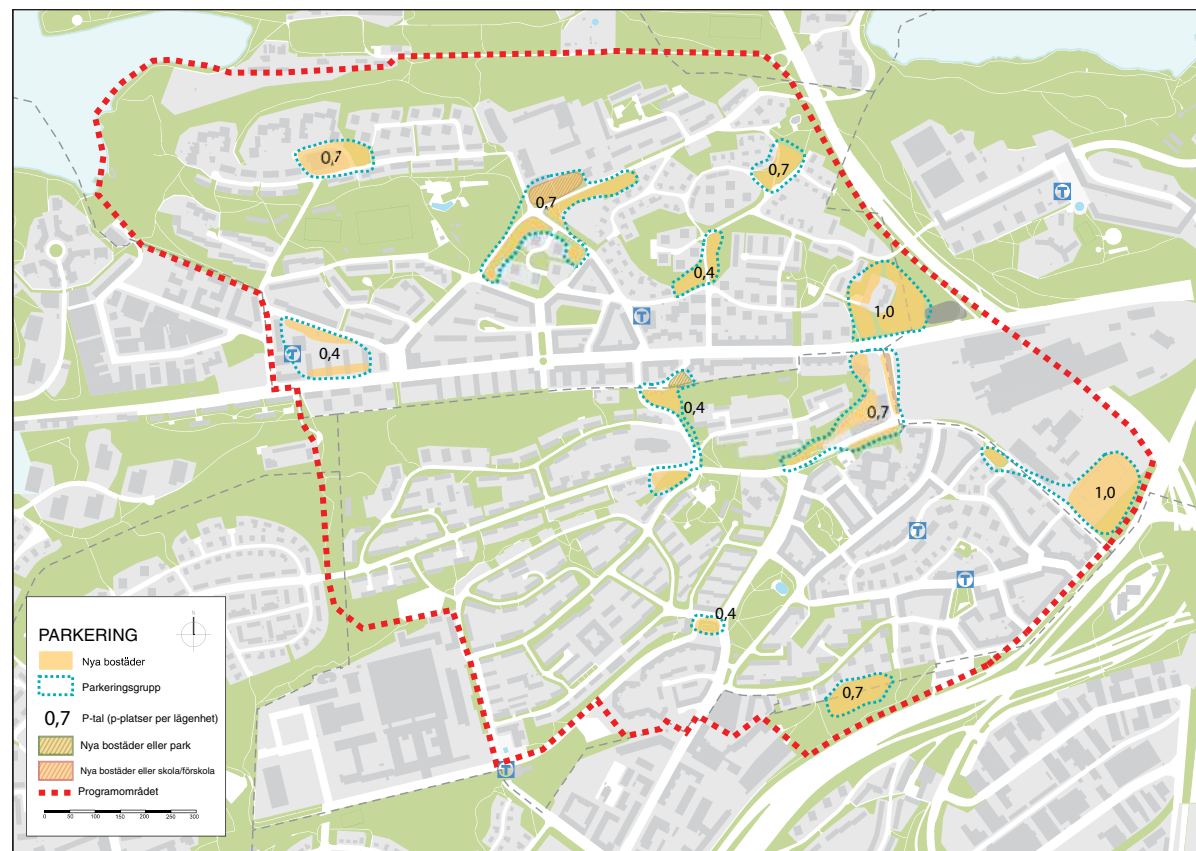 0,7
0,7
0,7
0,4
1,0
0,4
0,4
0,7
1,0
0,4
0,7
T
T
T
T
T
T
N
PARKERING
Nya bostäder
Parkeringsgrupp
0,7 P-tal (p-platser per lägenhet)
Nya bostäder eller park
Nya bostäder eller skola/förskola
Programområdet
0 50 100 150 200 250 300